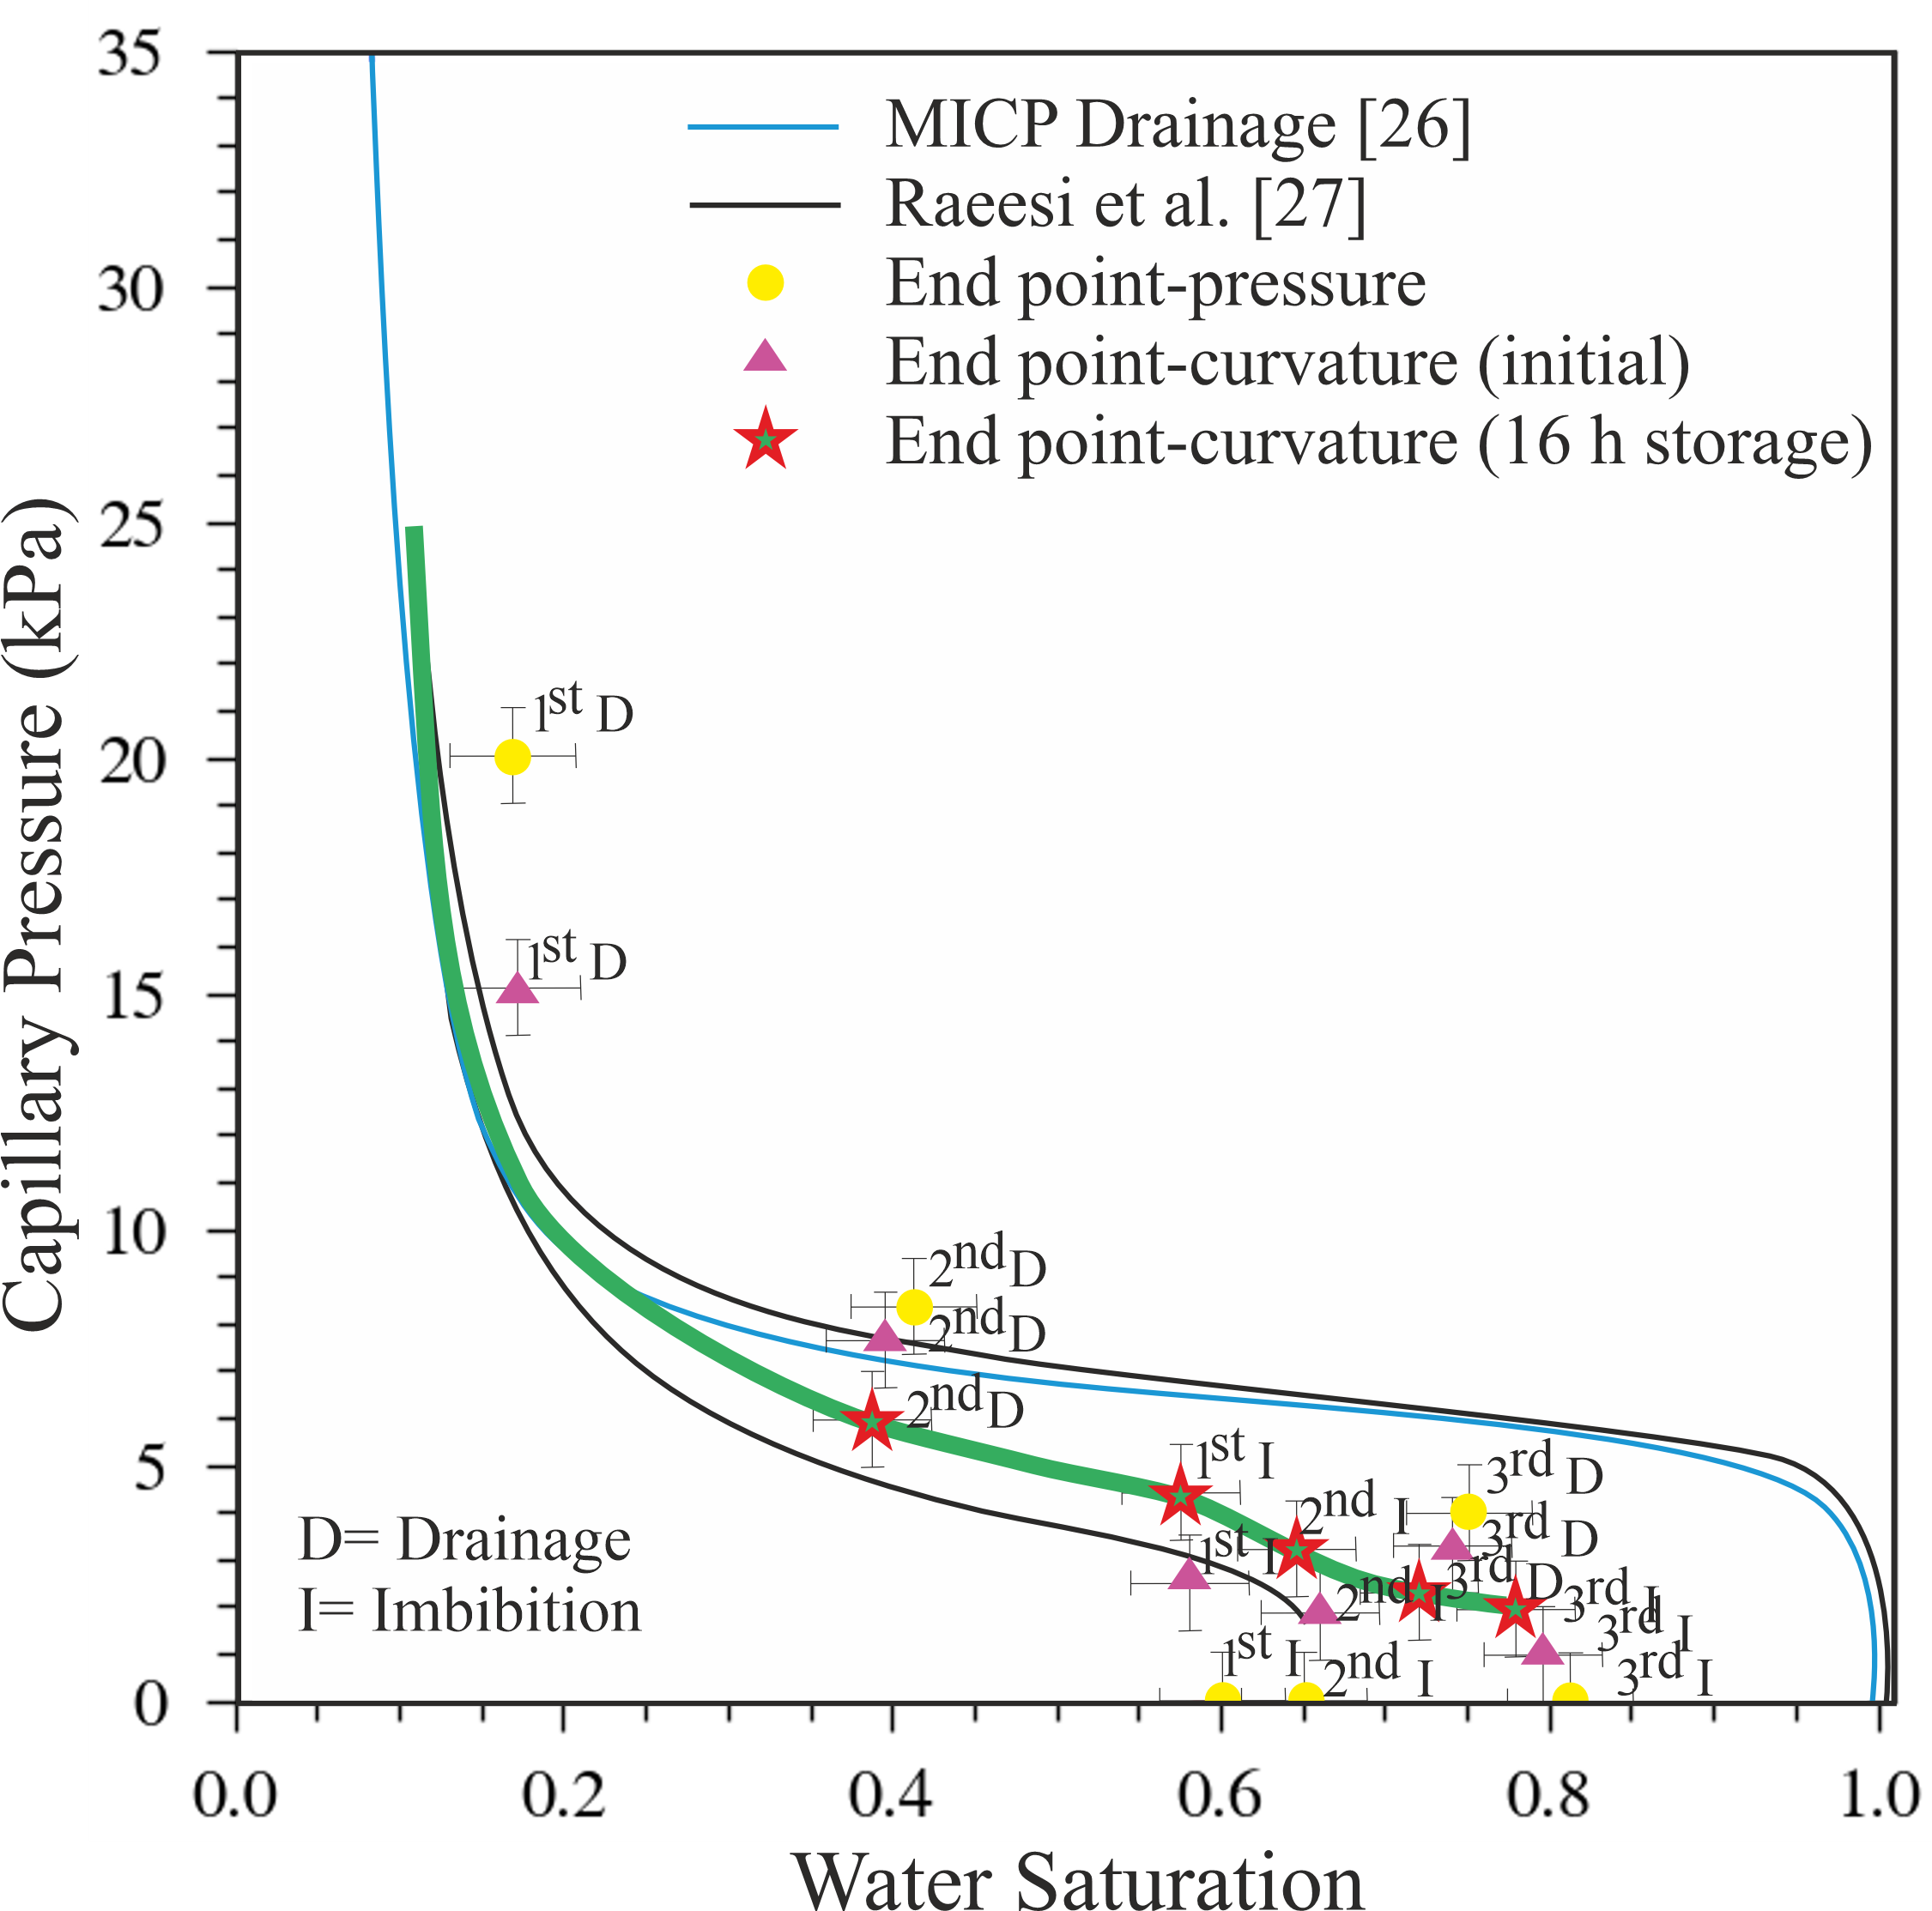 35
30
25
20
15
10
5
0
Capillary Pressure (kPa)
MICP Drainage [26]
Raeesi et al. [27]
End point-pressure
End point-curvature (initial)
End point-curvature (16 h storage)
1st D
1st D
2nd D
2nd D
2nd D
1st I
2nd I
3rd D
3rd D
1st I
3rd D
2nd I
3rd I
3rd I
1st I
2nd I
3rd I
D= Drainage
I= Imbibition
0.0 0.2 0.4 0.6 0.8 1.0
Water Saturation